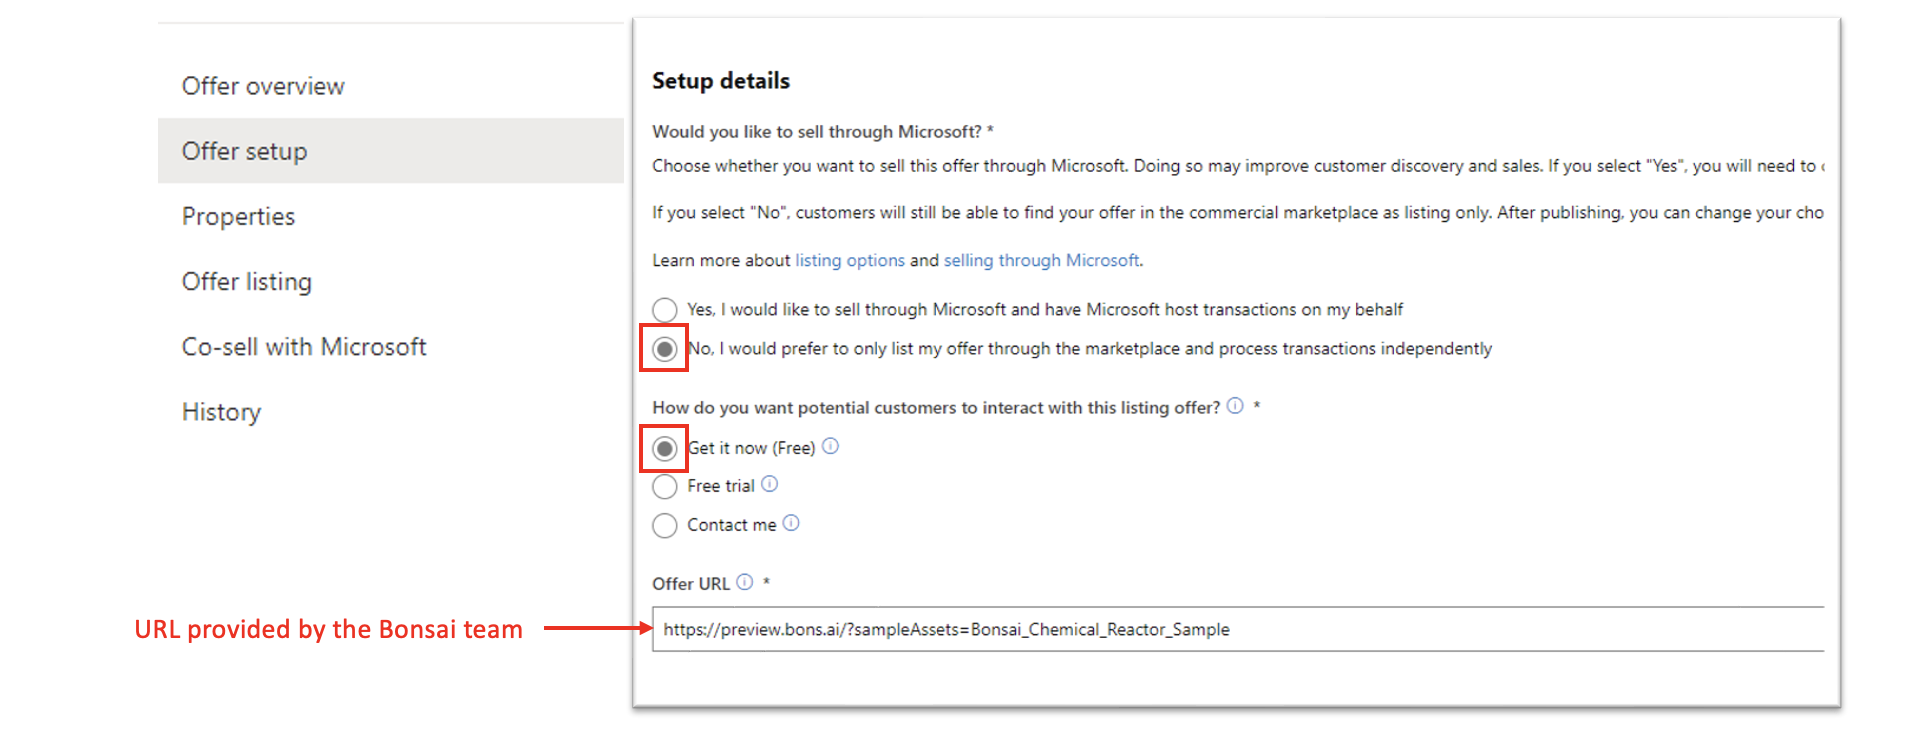 Offer overview
Offer setup
Properties
Offer listing
Co-sell with Microsoft
History
Setup details
Would you like to sell through Microsoft? *
Choose whether you want to sell this offer through Microsoft. Doing so may improve customer discovery and sales. If you select "Yes", you will need to
If you select "No", customers will still be able to find your offer in the commercial marketplace as listing only. After publishing, you can change your cho
Learn more about listing options and selling through Microsoft.
Yes, I would like to sell through Microsoft and have Microsoft host transactions on my behalf
No, I would prefer to only list my offer through the marketplace and process transactions independently
How do you want potential customers to interact with this listing offer? *
Get it now (Free)
Free trial
Contact me
Offer URL *
URL provided by the Bonsai team
https://preview.bons.ai/?sampleAssets=Bonsai_Chemical_Reactor_Sample